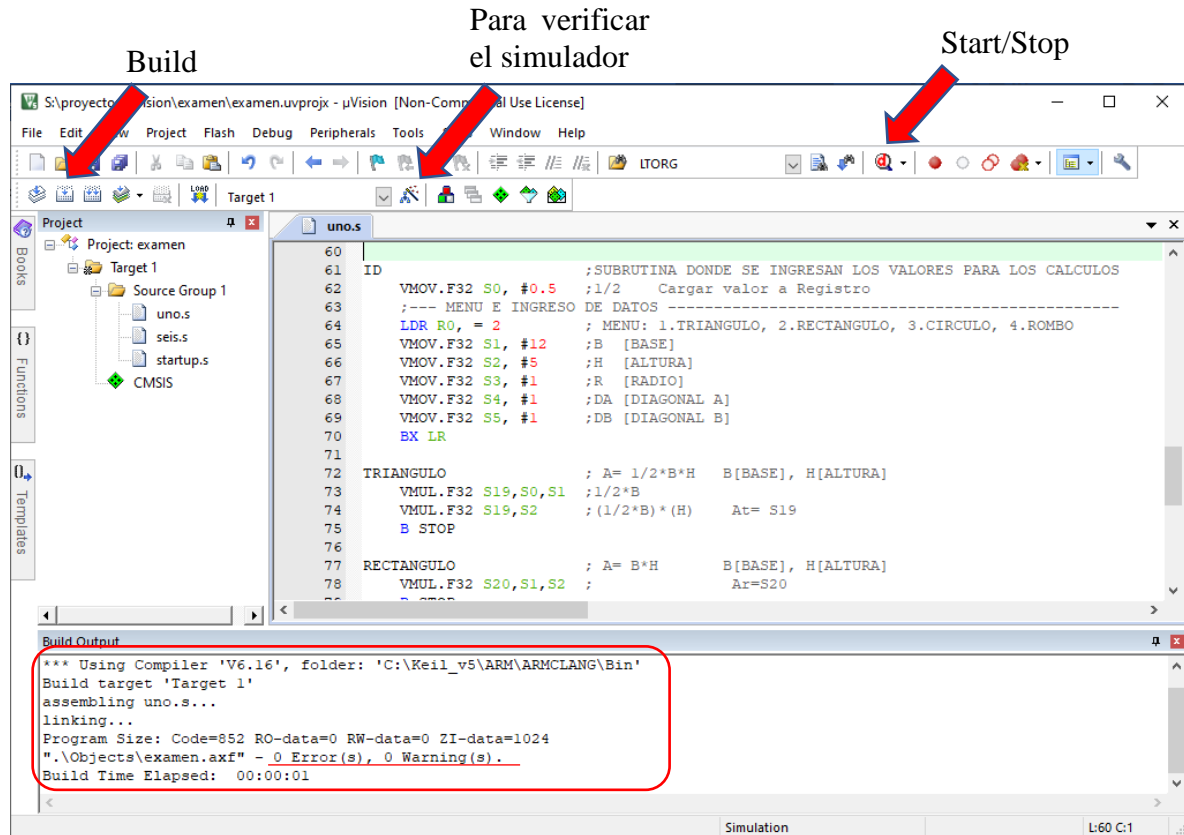 Para verificar
el simulador
Build
Start/Stop
S:\proyecto
ision\examen\examen.uvprojx - µVision [Non-Comm
al Use License]
File Edit Project Flash Debug Peripherals Tools Window Help
LTORG
LOAD
Target 1
Project
Project: examen
Target 1
Source Group 1
uno.s
seis.s
startup.s
CMSIS
Books
{} Functions
Templates
uno.s
60
61 ID ;SUBRUTINA DONDE SE INGRESAN LOS VALORES PARA LOS CALCULOS
62 VMOV.F32 S0, #0.5 ;1/2 Cargar valor a Registro
63 ;--- MENU E INGRESO DE DATOS -------------------------------------------------
64 LDR R0, = 2 ; MENU: 1.TRIANGULO, 2.RECTANGULO, 3.CIRCULO, 4.ROMBO
65 VMOV.F32 S1, #12 ;B [BASE]
66 VMOV.F32 S2, #5 ;H [ALTURA]
67 VMOV.F32 S3, #1 ;R [RADIO]
68 VMOV.F32 S4, #1 ;DA [DIAGONAL A]
69 VMOV.F32 S5, #1 ;DB [DIAGONAL B]
70 BX LR
71
72 TRIANGULO ; A= 1/2*B*H B[BASE], H[ALTURA]
73 VMUL.F32 S19,S0,S1 ;1/2*B
74 VMUL.F32 S19,S2 ;(1/2*B)*(H) At= S19
75 B STOP
76
77 RECTANGULO ; A= B*H B[BASE], H[ALTURA]
78 VMUL.F32 S20,S1,S2 ; Ar=S20
Build Output
*** Using Compiler 'V6.16', folder: 'C:\Keil_v5\ARM\ARMCLANG\Bin'
Build target 'Target 1'
assembling uno.s...
linking...
Program Size: Code=852 RO-data=0 RW-data=0 ZI-data=1024
".\Objects\examen.axf" - 0 Error(s), 0 Warning(s).
Build Time Elapsed: 00:00:01
Simulation
L:60 C:1